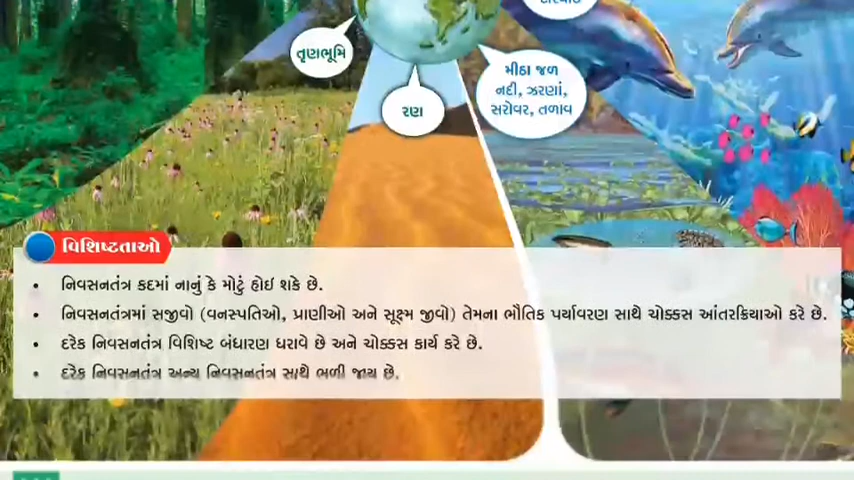 તૃણભૂમિ
મીઠા જળ
નદી, ઝરણાં,
સરોવર, તળાવ
રણ
વિશિષ્ટતાઓ
• નિવસનતંત્ર કદમાં નાનું કે મોટું હોઈ શકે છે.
• નિવસનતંત્રમાં સજીવો (વનસ્પતિઓ, પ્રાણીઓ અને સૂક્ષ્મ જીવો) તેમના ભૌતિક પર્યાવરણ સાથે ચોક્કસ આંતરક્રિયાઓ કરે છે.
• દરેક નિવસનતંત્ર વિશિષ્ટ બંધારણ ધરાવે છે અને ચોક્કસ કાર્ય કરે છે.
• દરેક નિવસનતંત્ર અન્ય નિવસનતંત્ર સાથે ભળી જાય છે.